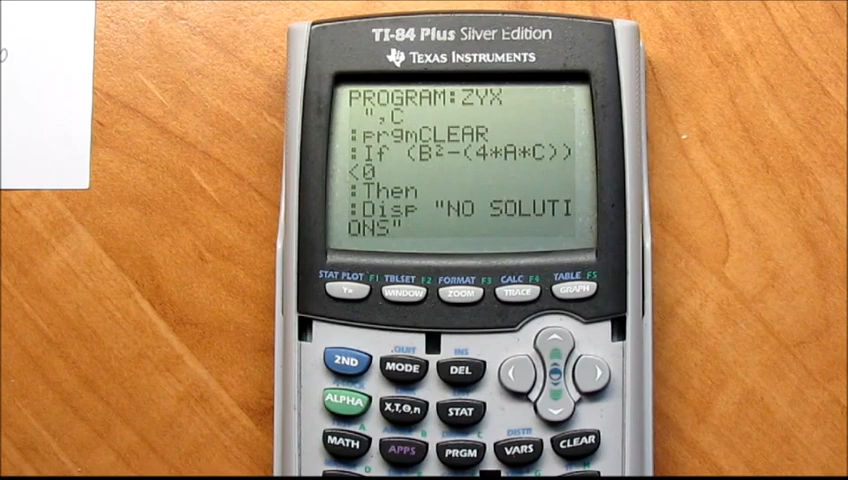 TI-84 Plus Silver Edition
TEXAS INSTRUMENTS
PROGRAM:ZYX
",C
:prgmCLEAR
:If (B²-(4*A*C))
<0
:Then
:Disp "NO SOLUTI
ONS"
STAT PLOT F1 TBLSET F2 FORMAT F3 CALC F4 TABLE F5
Y= WINDOW ZOOM TRACE GRAPH
QUIT INS
2ND MODE DEL
ALPHA X,T,Θ,n STAT
A B C DISTR
MATH APPS PRGM VARS CLEAR
D